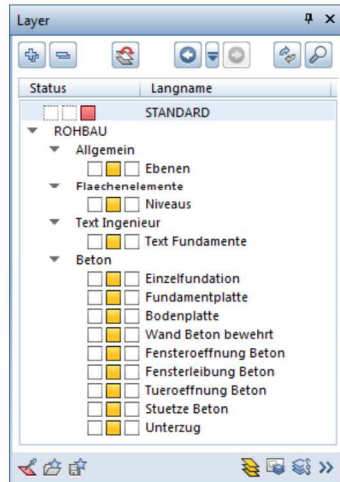 Layer
Status Langname
STANDARD
ROHBAU
Allgemein
Ebenen
Flaechenelemente
Niveaus
Text Ingenieur
Text Fundamente
Beton
Einzelfundation
Fundamentplatte
Bodenplatte
Wand Beton bewehrt
Fensteroeffnung Beton
Fensterleibung Beton
Tueroeffnung Beton
Stuetze Beton
Unterzug